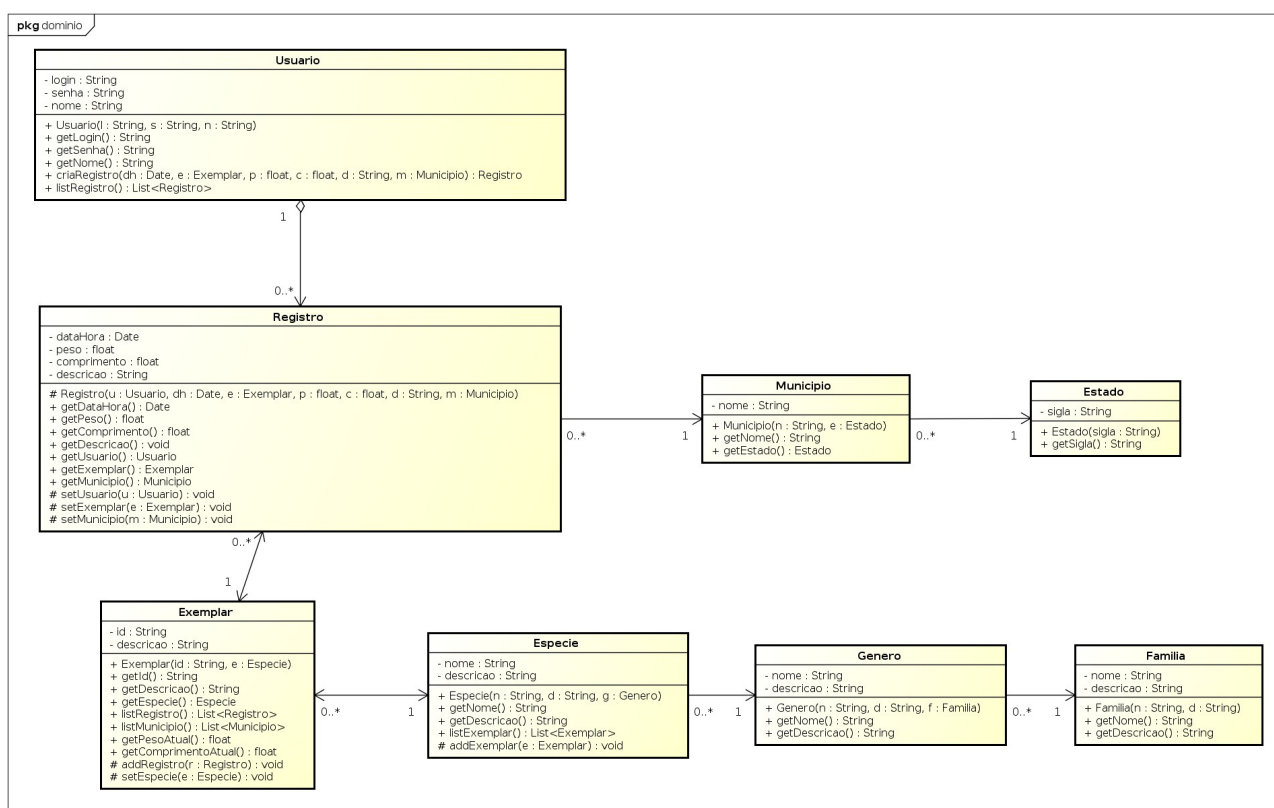 pkg dominio
Usuario
- login : String
- senha : String
- nome : String
+ Usuario(l : String, s : String, n : String)
+ getLogin() : String
+ getSenha() : String
+ getNome() : String
+ criaRegistro(dh : Date, e : Exemplar, p : float, c : float, d : String, m : Municipio) : Registro
+ listRegistro() : List<Registro>
1
0..*
Registro
- dataHora : Date
- peso : float
- comprimento : float
- descricao : String
# Registro(u : Usuario, dh : Date, e : Exemplar, p : float, c : float, d : String, m : Municipio)
+ getDataHora() : Date
+ getPeso() : float
+ getComprimento() : float
+ getDescricao() : void
+ getUsuario() : Usuario
+ getExemplar() : Exemplar
+ getMunicipio() : Municipio
# setUsuario(u : Usuario) : void
# setExemplar(e : Exemplar) : void
# setMunicipio(m : Municipio) : void
0..*
1
Municipio
- nome : String
+ Municipio(n : String, e : Estado)
+ getNome() : String
+ getEstado() : Estado
0..*
1
Estado
- sigla : String
+ Estado(sigla : String)
+ getSigla() : String
0..*
1
Exemplar
- id : String
- descricao : String
+ Exemplar(id : String, e : Especie)
+ getId() : String
+ getDescricao() : String
+ getEspecie() : Especie
+ listRegistro() : List<Registro>
+ listMunicipio() : List<Municipio>
+ getPesoAtual() : float
+ getComprimentoAtual() : float
# addRegistro(r : Registro) : void
# setEspecie(e : Especie) : void
0..*
1
Especie
- nome : String
- descricao : String
+ Especie(n : String, d : String, g : Genero)
+ getNome() : String
+ getDescricao() : String
+ listExemplar() : List<Exemplar>
# addExemplar(e : Exemplar) : void
0..*
1
Genero
- nome : String
- descricao : String
+ Genero(n : String, d : String, f : Familia)
+ getNome() : String
+ getDescricao() : String
0..*
1
Familia
- nome : String
- descricao : String
+ Familia(n : String, d : String)
+ getNome() : String
+ getDescricao() : String